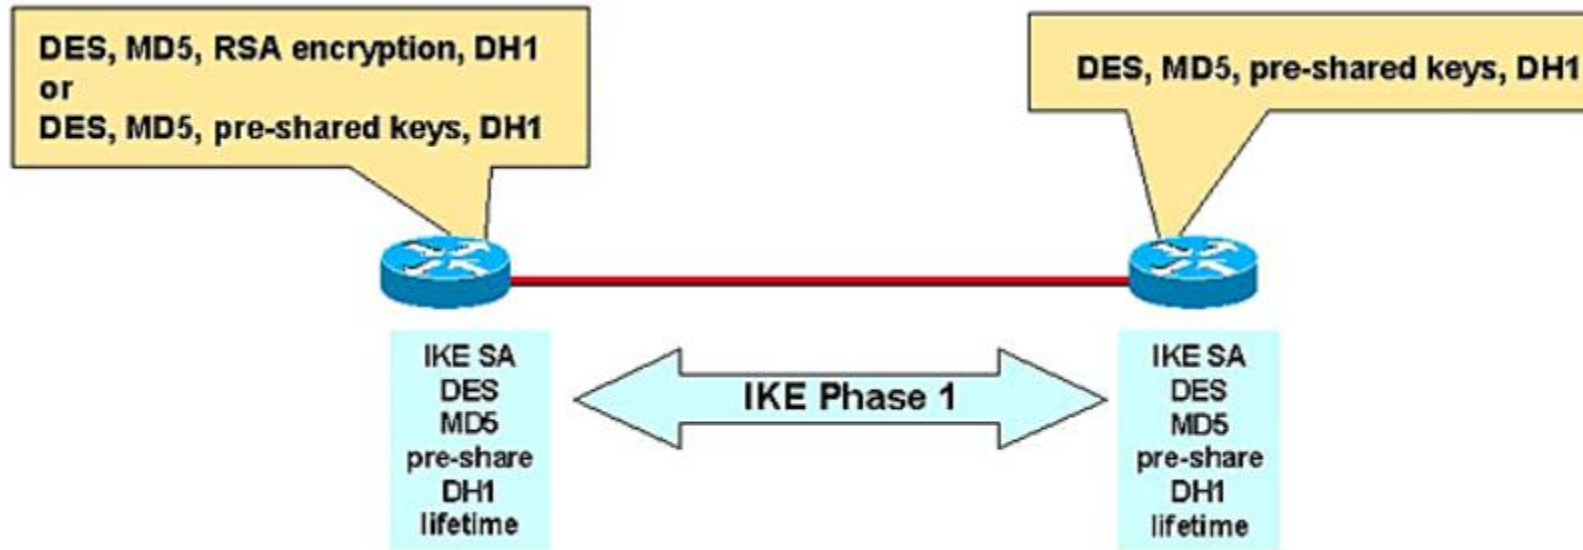 DES, MD5, RSA encryption, DH1
or
DES, MD5, pre-shared keys, DH1
DES, MD5, pre-shared keys, DH1
IKE SA
DES
MD5
pre-share
DH1
lifetime
IKE Phase 1
IKE SA
DES
MD5
pre-share
DH1
lifetime